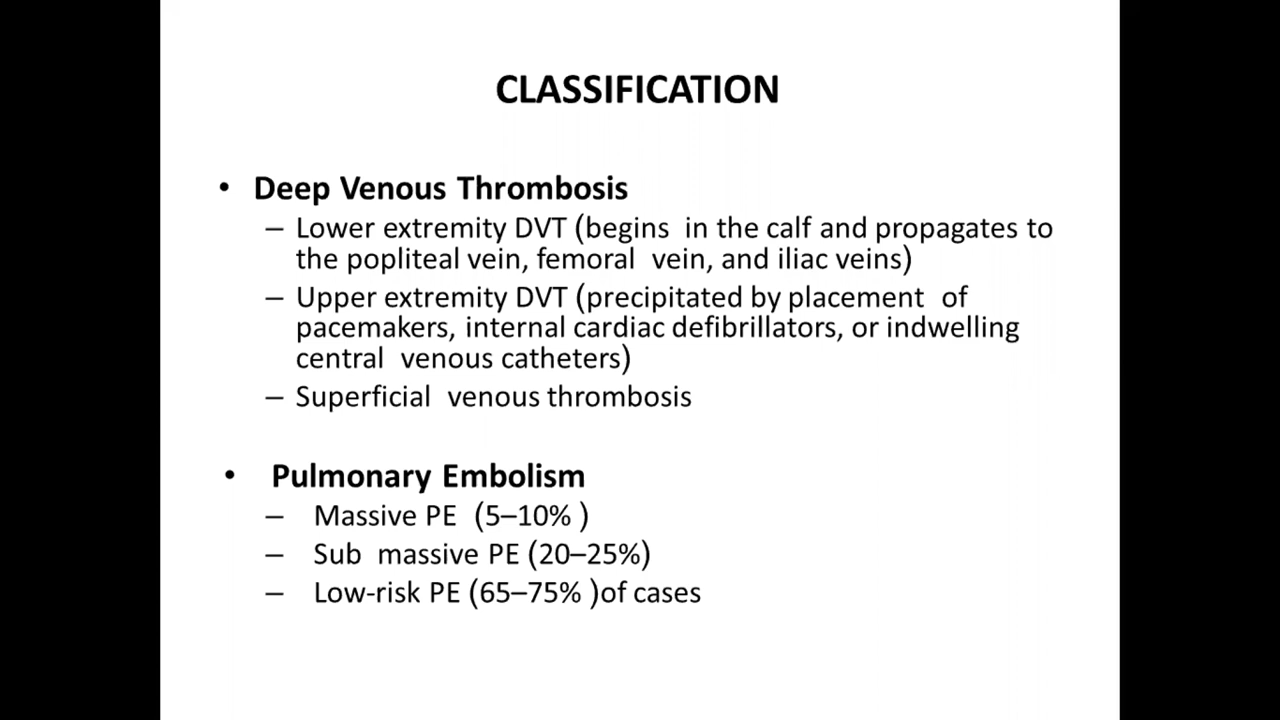 CLASSIFICATION
• Deep Venous Thrombosis
– Lower extremity DVT (begins in the calf and propagates to
the popliteal vein, femoral vein, and iliac veins)
– Upper extremity DVT (precipitated by placement of
pacemakers, internal cardiac defibrillators, or indwelling
central venous catheters)
– Superficial venous thrombosis
• Pulmonary Embolism
– Massive PE (5–10% )
– Sub massive PE (20–25%)
– Low-risk PE (65–75% )of cases